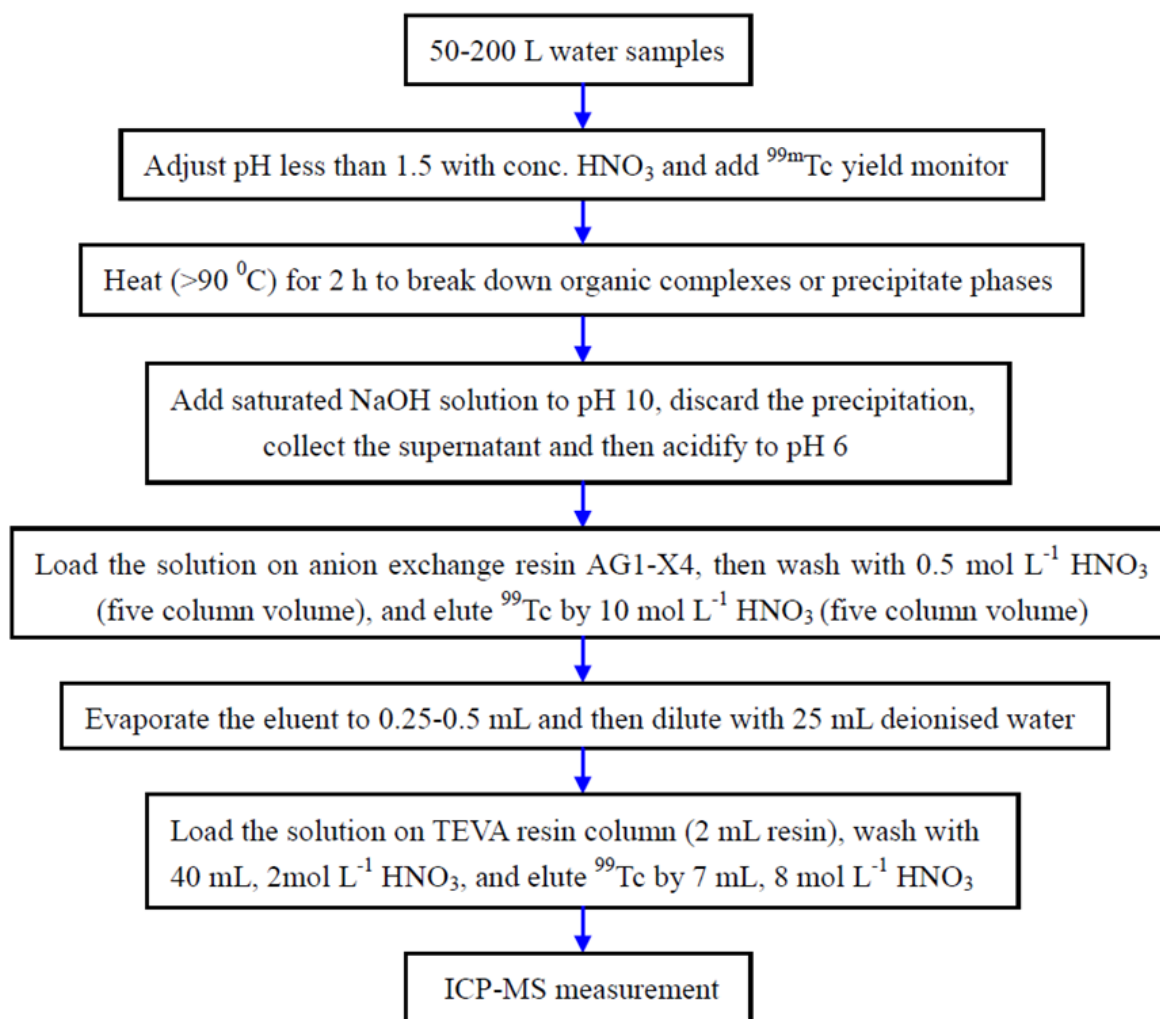 50-200 L water samples
Adjust pH less than 1.5 with conc. HNO₃ and add ⁹⁹ᵐTc yield monitor
Heat (>90 ⁰C) for 2 h to break down organic complexes or precipitate phases
Add saturated NaOH solution to pH 10, discard the precipitation,
collect the supernatant and then acidify to pH 6
Load the solution on anion exchange resin AG1-X4, then wash with 0.5 mol L⁻¹ HNO₃
(five column volume), and elute ⁹⁹Tc by 10 mol L⁻¹ HNO₃ (five column volume)
Evaporate the eluent to 0.25-0.5 mL and then dilute with 25 mL deionised water
Load the solution on TEVA resin column (2 mL resin), wash with
40 mL, 2mol L⁻¹ HNO₃, and elute ⁹⁹Tc by 7 mL, 8 mol L⁻¹ HNO₃
ICP-MS measurement